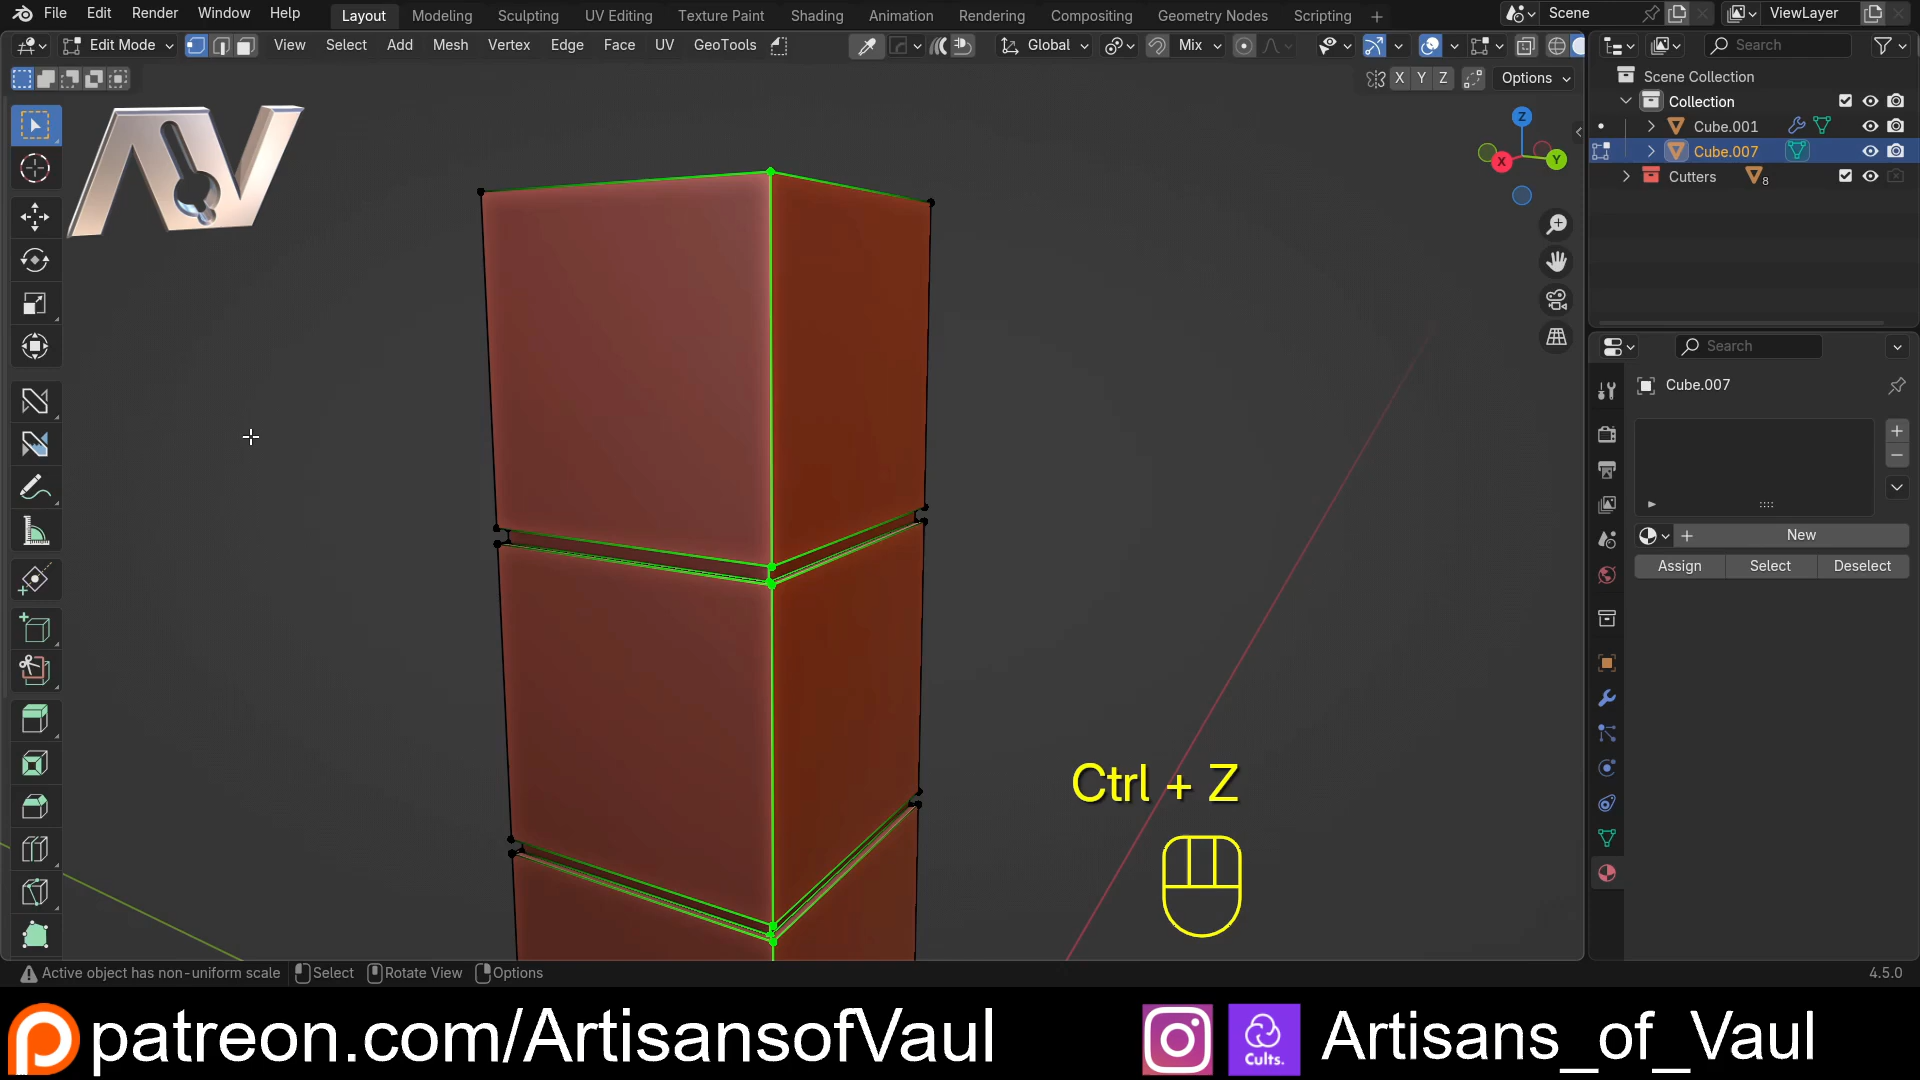 File Edit Render Window Help Layout Modeling Sculpting UV Editing Texture Paint Shading Animation Rendering Compositing Geometry Nodes Scripting + Scene ViewLayer
Edit Mode View Select Add Mesh Vertex Edge Face UV GeoTools Global Mix Search
X Y Z Options
Scene Collection
Collection
Cube.001
Cube.007
Cutters 8
Z
X Y
Search
Cube.007
New
Assign Select Deselect
Ctrl + Z
Active object has non-uniform scale Select Rotate View Options 4.5.0
patreon.com/ArtisansofVaul Cults. Artisans_of_Vaul